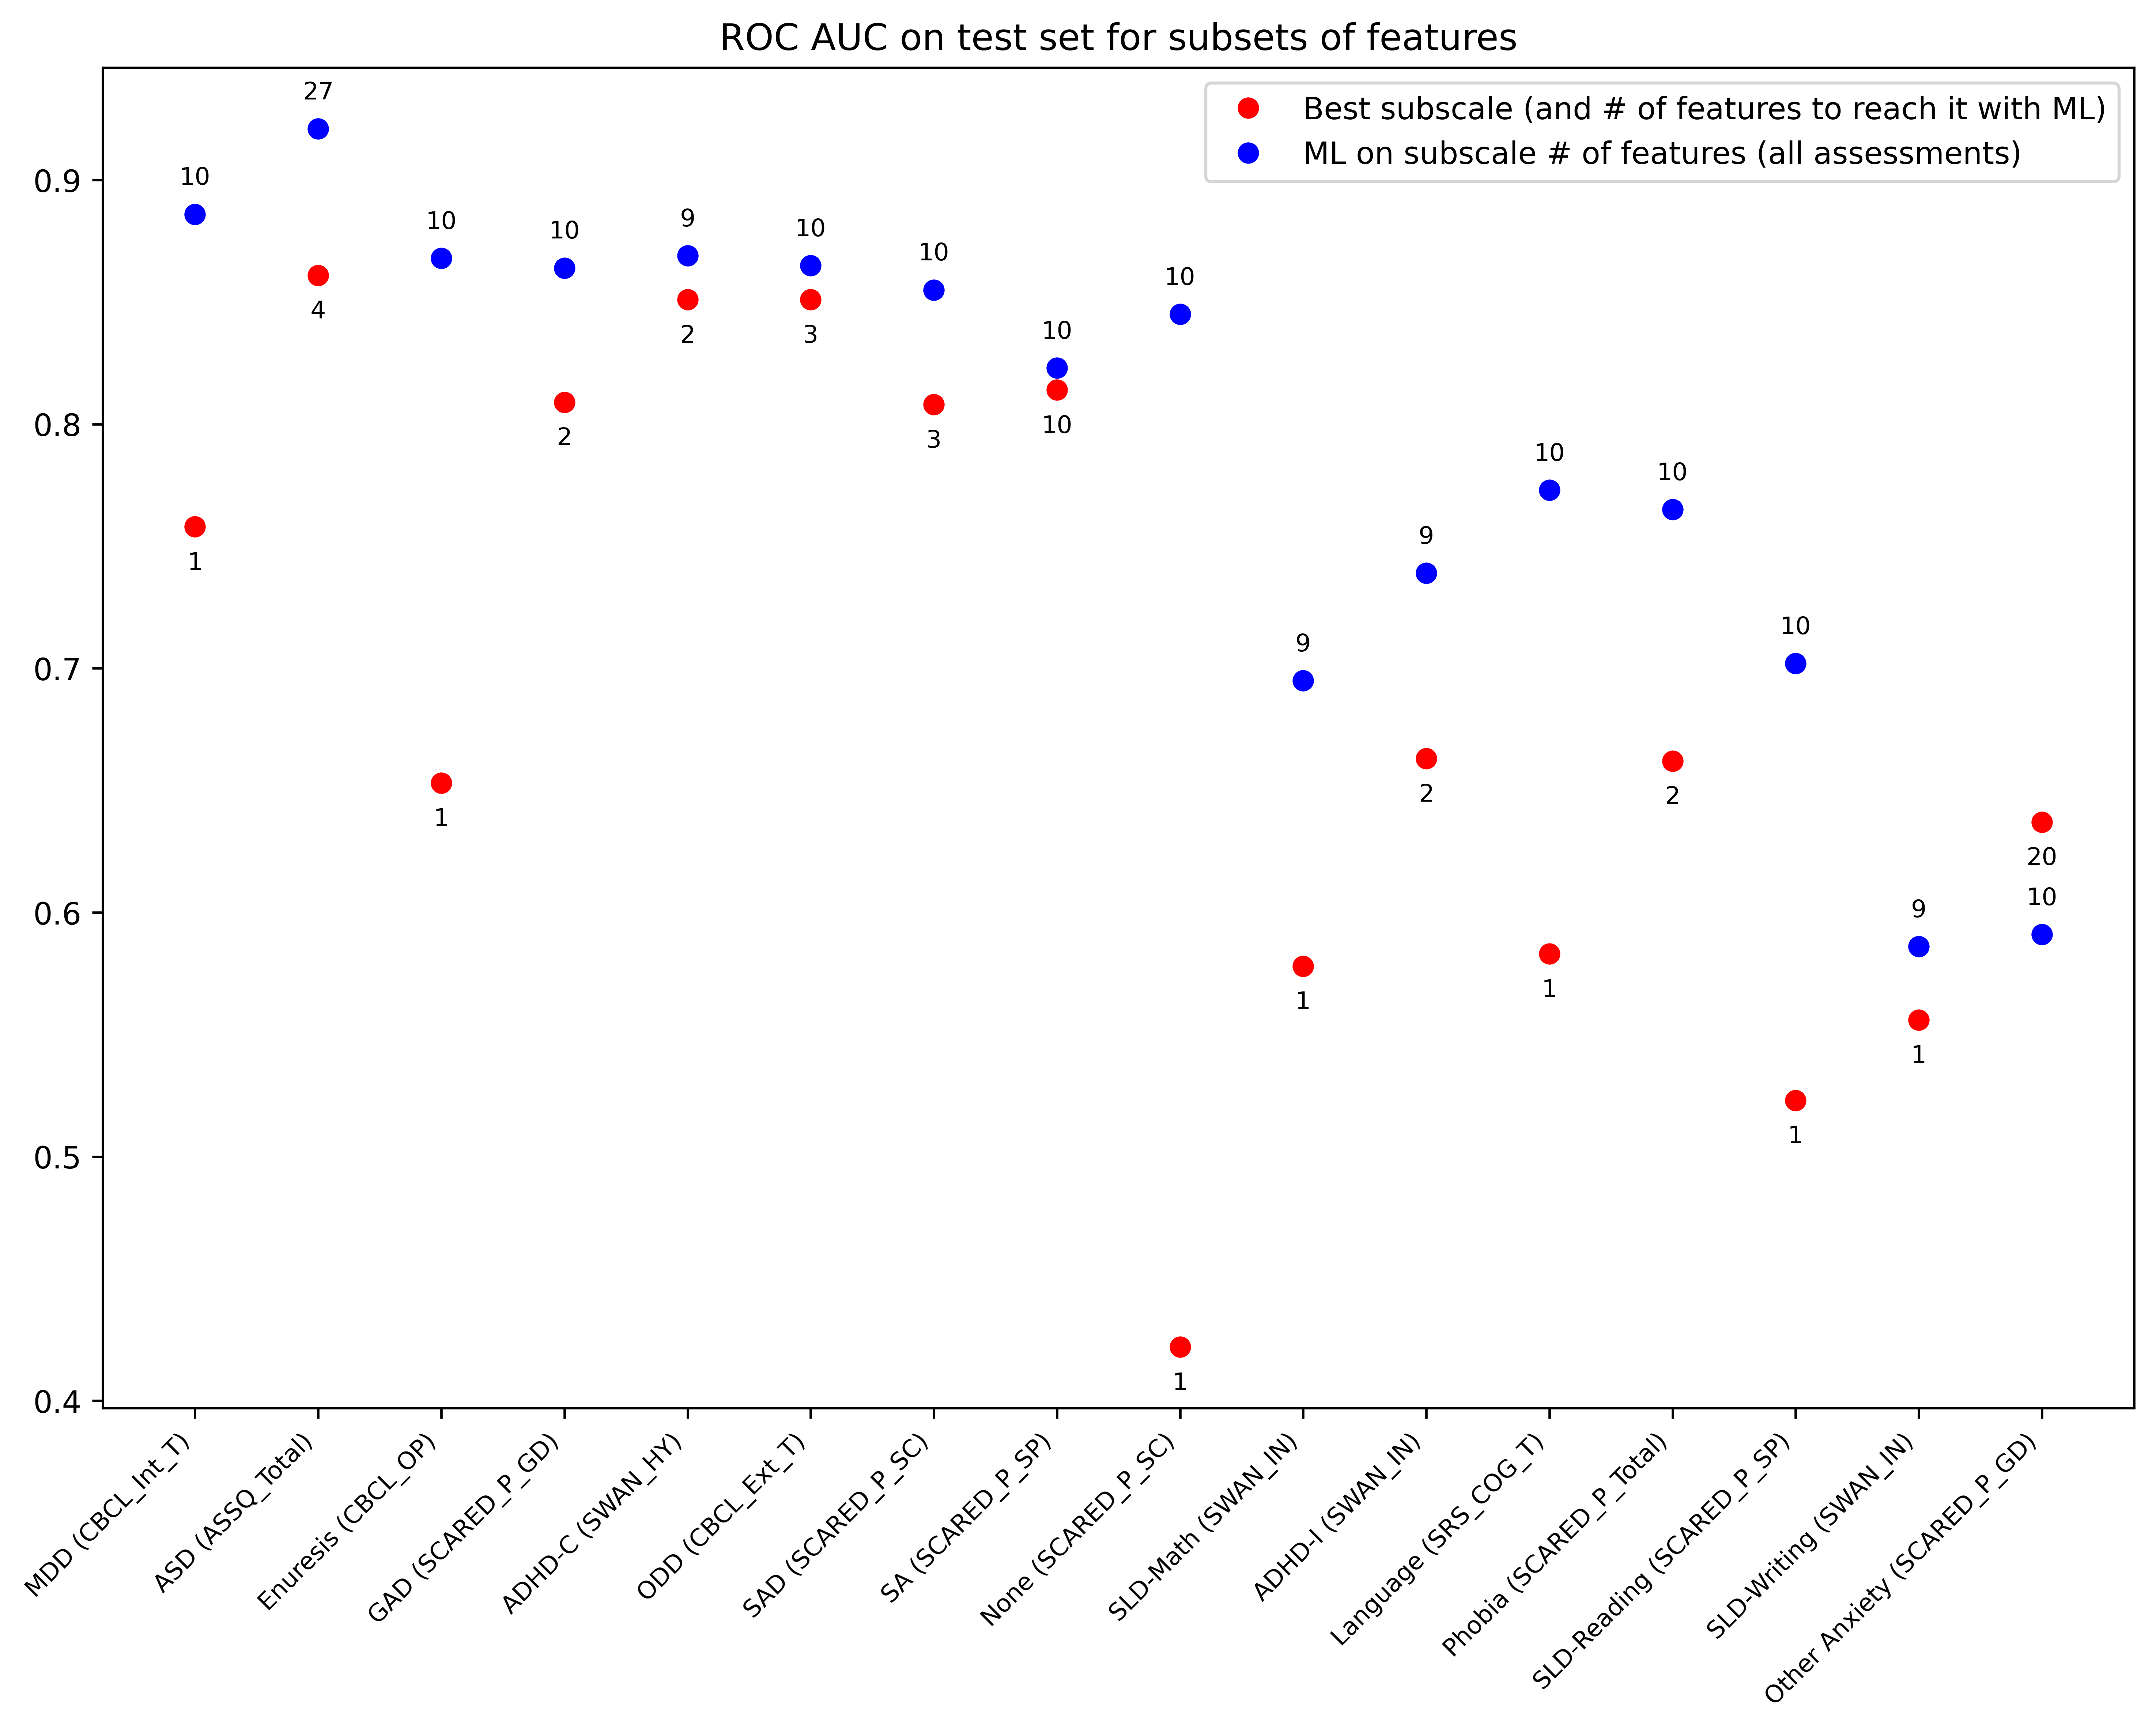 ROC AUC on test set for subsets of features
Best subscale (and # of features to reach it with ML)
ML on subscale # of features (all assessments)
0.9
0.8
0.7
0.6
0.5
0.4
10
1
27
4
10
1
10
2
9
2
10
3
10
3
10
10
10
1
9
1
9
2
10
1
10
2
10
1
9
1
20
10
MDD (CBCL_Int_T)
ASD (ASSQ_Total)
Enuresis (CBCL_OP)
GAD (SCARED_P_GD)
ADHD-C (SWAN_HY)
ODD (CBCL_Ext_T)
SAD (SCARED_P_SC)
SA (SCARED_P_SP)
None (SCARED_P_SC)
SLD-Math (SWAN_IN)
ADHD-I (SWAN_IN)
Language (SRS_COG_T)
Phobia (SCARED_P_Total)
SLD-Reading (SCARED_P_SP)
SLD-Writing (SWAN_IN)
Other Anxiety (SCARED_P_GD)